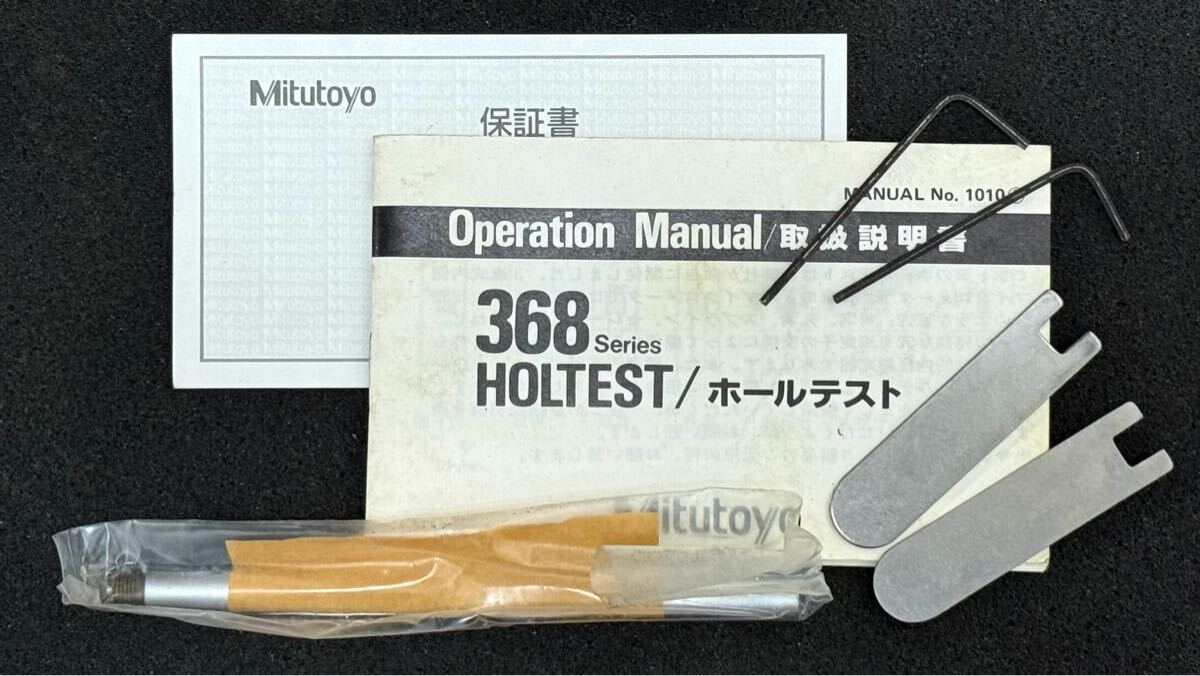 Mitutoyo
保証書
MANUAL No. 1010
Operation Manual/取扱説明書
368 Series
HOLTEST/ホールテスト
Mitutoyo